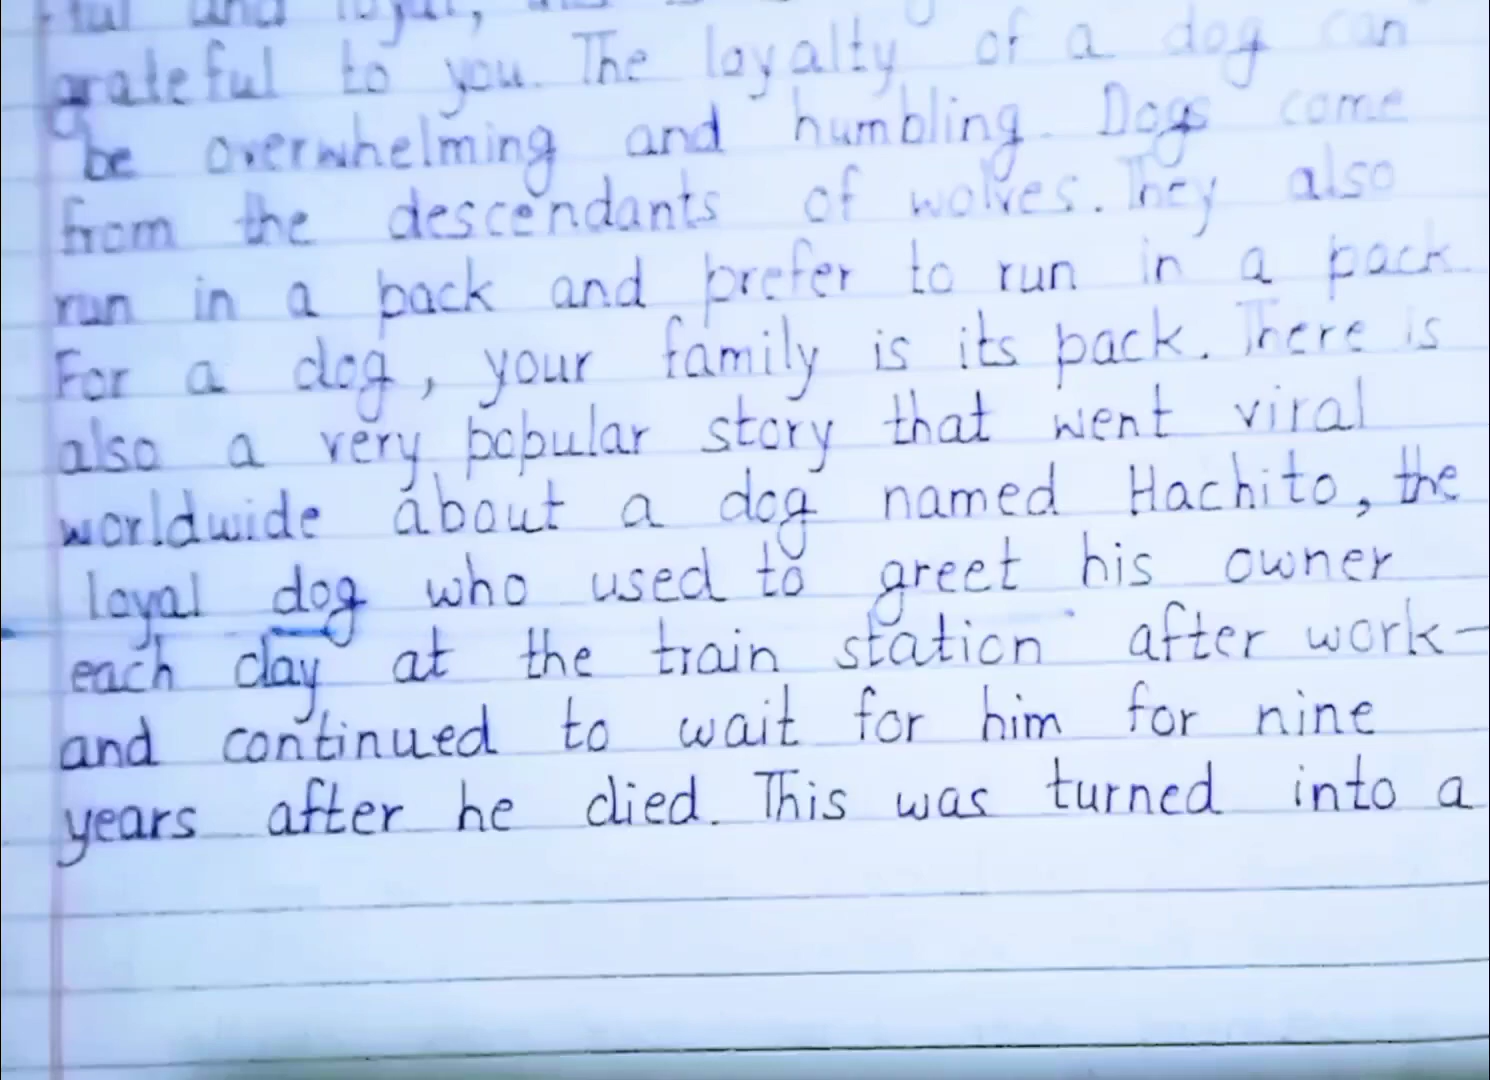 and loyal,
grateful to you. The loyalty of a dog can
be overwhelming and humbling. Dogs come
from the descendants of wolves. They also
run in a pack and prefer to run in a pack.
For a dog, your family is its pack. There is
also a very popular story that went viral
worldwide about a dog named Hachito, the
loyal dog who used to greet his owner
each day at the train station after work-
and continued to wait for him for nine
years after he died. This was turned into a